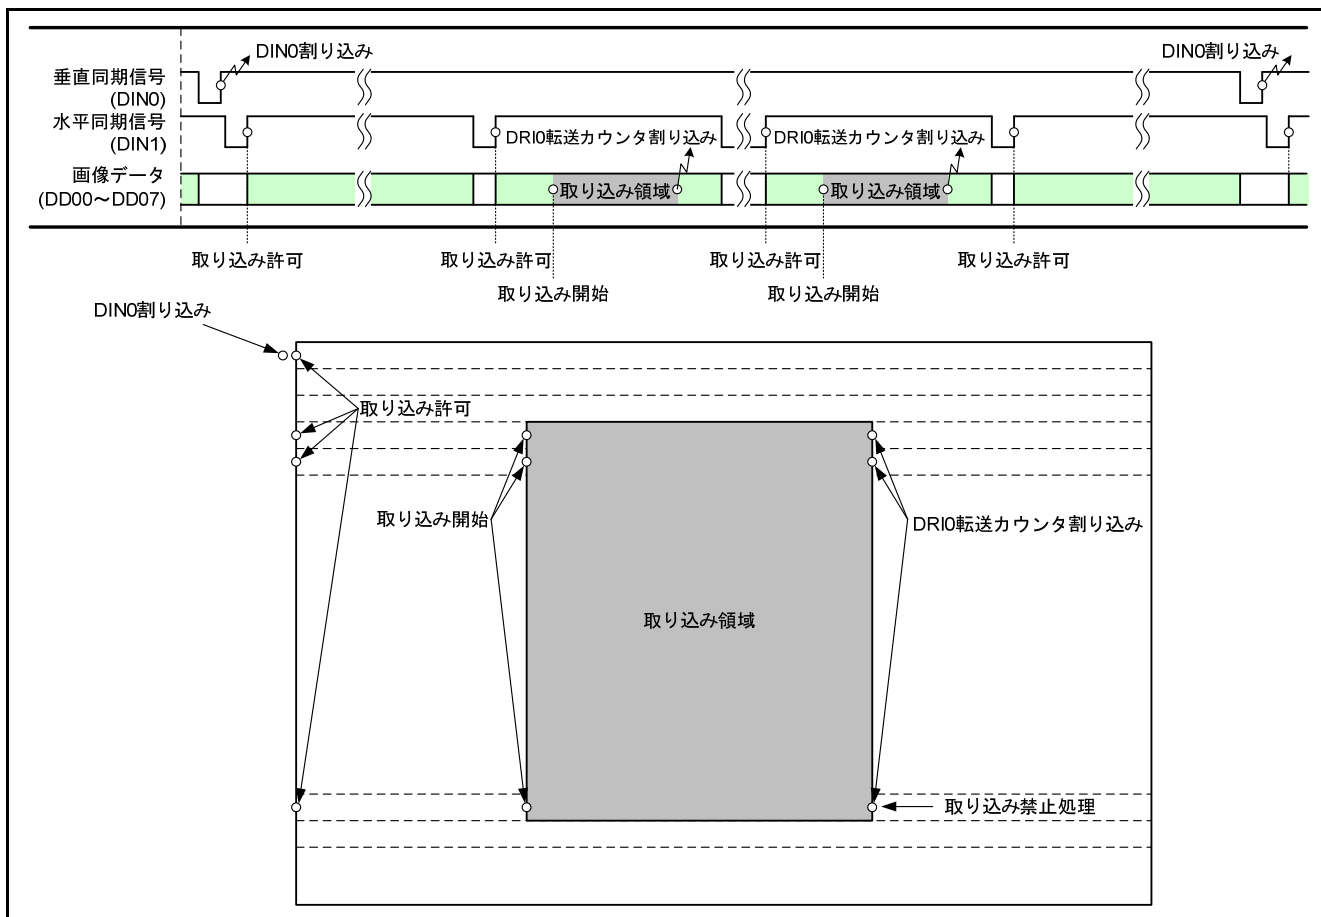 DIN0割り込み
DIN0割り込み
垂直同期信号
(DIN0)
水平同期信号
(DIN1)
DRI0転送カウンタ割り込み
DRI0転送カウンタ割り込み
画像データ
(DD00～DD07)
取り込み領域
取り込み領域
取り込み許可
取り込み許可
取り込み許可
取り込み許可
取り込み開始
取り込み開始
DIN0割り込み
取り込み許可
取り込み開始
DRI0転送カウンタ割り込み
取り込み領域
取り込み禁止処理